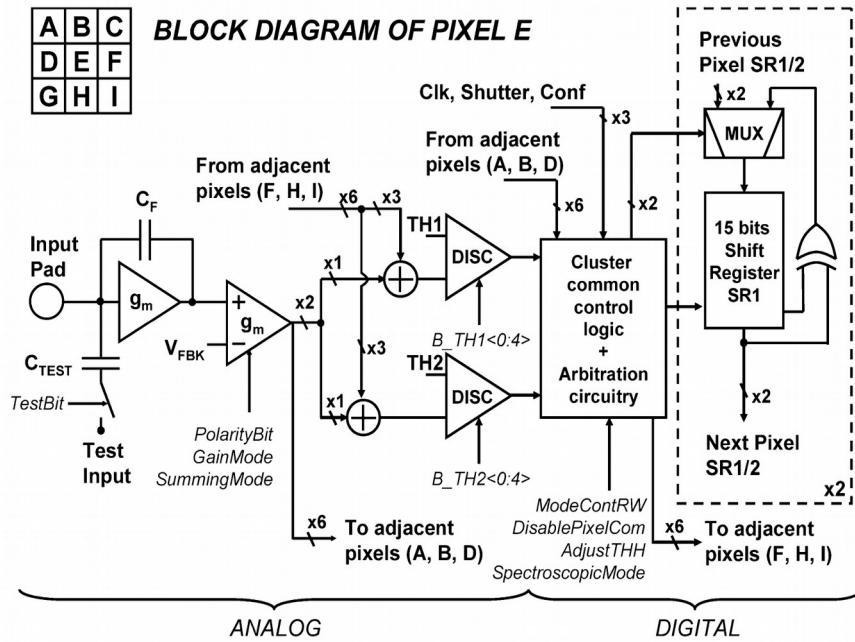 A B C
D E F
G H I
BLOCK DIAGRAM OF PIXEL E
Previous
Pixel SR1/2
x2
MUX
Clk, Shutter, Conf
x3
From adjacent
pixels (A, B, D)
x6
x2
From adjacent
pixels (F, H, I)
x6
x3
C_F
Input
Pad
g_m
+
−
g_m
V_FBK
C_TEST
TestBit
Test
Input
PolarityBit
GainMode
SummingMode
x2
x1
x1
x3
TH1
DISC
B_TH1<0:4>
TH2
DISC
B_TH2<0:4>
Cluster
common
control
logic
+
Arbitration
circuitry
15 bits
Shift
Register
SR1
x2
Next Pixel
SR1/2
x2
ModeContRW
DisablePixelCom
AdjustTHH
SpectroscopicMode
x6
To adjacent
pixels (A, B, D)
x6
To adjacent
pixels (F, H, I)
ANALOG
DIGITAL